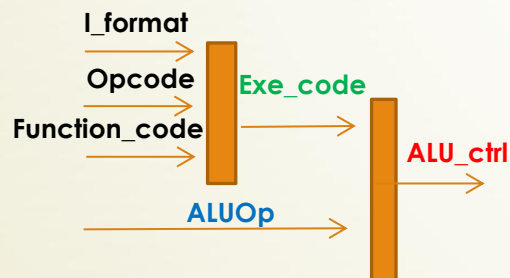 I_format
Opcode
Exe_code
Function_code
ALU_ctrl
ALUOp